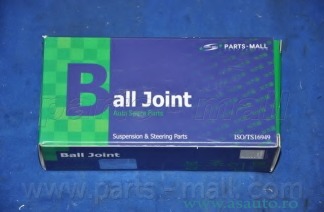 PARTS-MALL
Ball Joint
Auto Spare Parts
Suspension & Steering Parts
ISO/TS16949
Ball Joint
www.parts-mall.com
www.asauto.ro